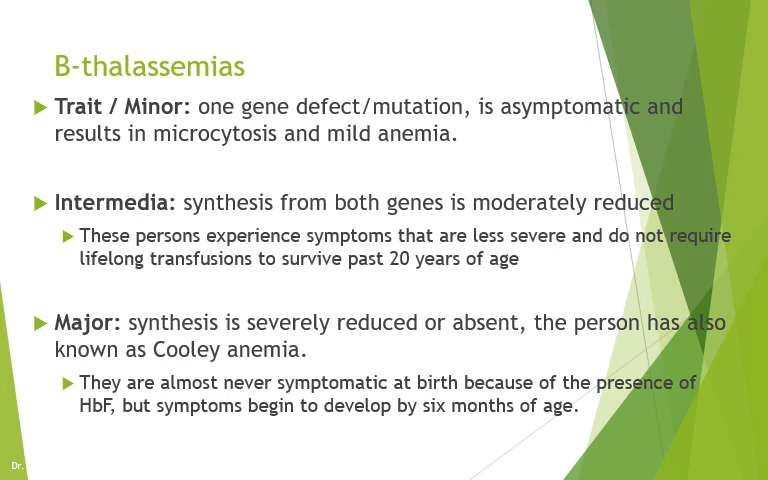 B-thalassemias
Trait / Minor: one gene defect/mutation, is asymptomatic and
results in microcytosis and mild anemia.
Intermedia: synthesis from both genes is moderately reduced
These persons experience symptoms that are less severe and do not require
lifelong transfusions to survive past 20 years of age
Major: synthesis is severely reduced or absent, the person has also
known as Cooley anemia.
They are almost never symptomatic at birth because of the presence of
HbF, but symptoms begin to develop by six months of age.
Dr.